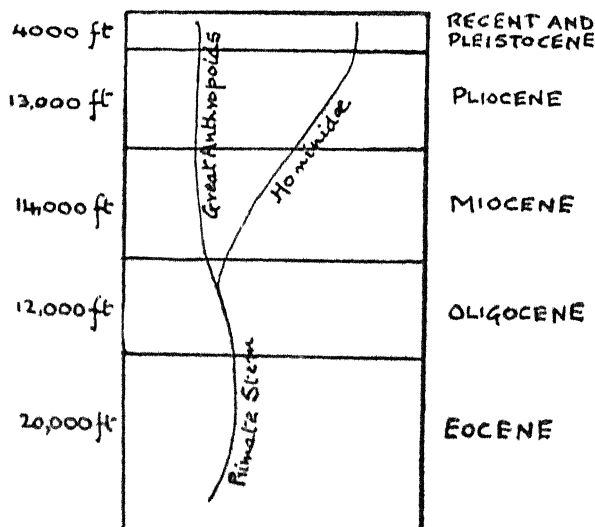 4000 ft
RECENT AND
PLEISTOCENE
13,000 ft
PLIOCENE
Great Anthropoids
Hominidæ
14,000 ft
MIOCENE
12,000 ft
OLIGOCENE
Primate Stem
20,000 ft
EOCENE